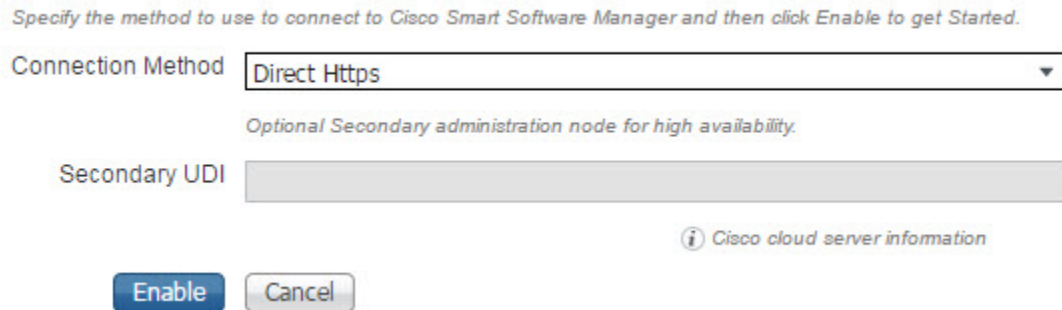 Specify the method to use to connect to Cisco Smart Software Manager and then click Enable to get Started.
Connection Method Direct Https
Optional Secondary administration node for high availability.
Secondary UDI
Cisco cloud server information
Enable Cancel